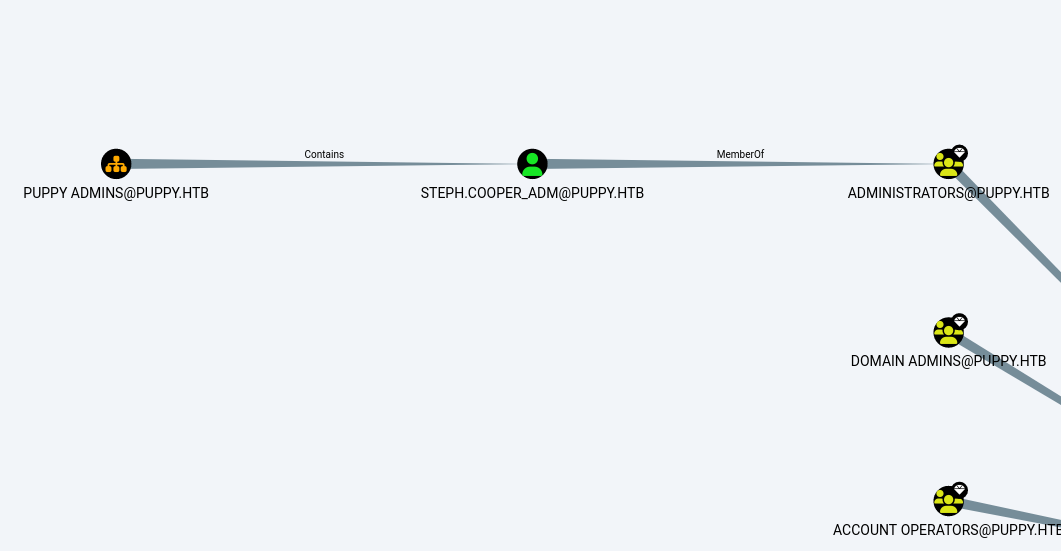 Contains
MemberOf
PUPPY ADMINS@PUPPY.HTB
STEPH.COOPER_ADM@PUPPY.HTB
ADMINISTRATORS@PUPPY.HTB
DOMAIN ADMINS@PUPPY.HTB
ACCOUNT OPERATORS@PUPPY.HTB